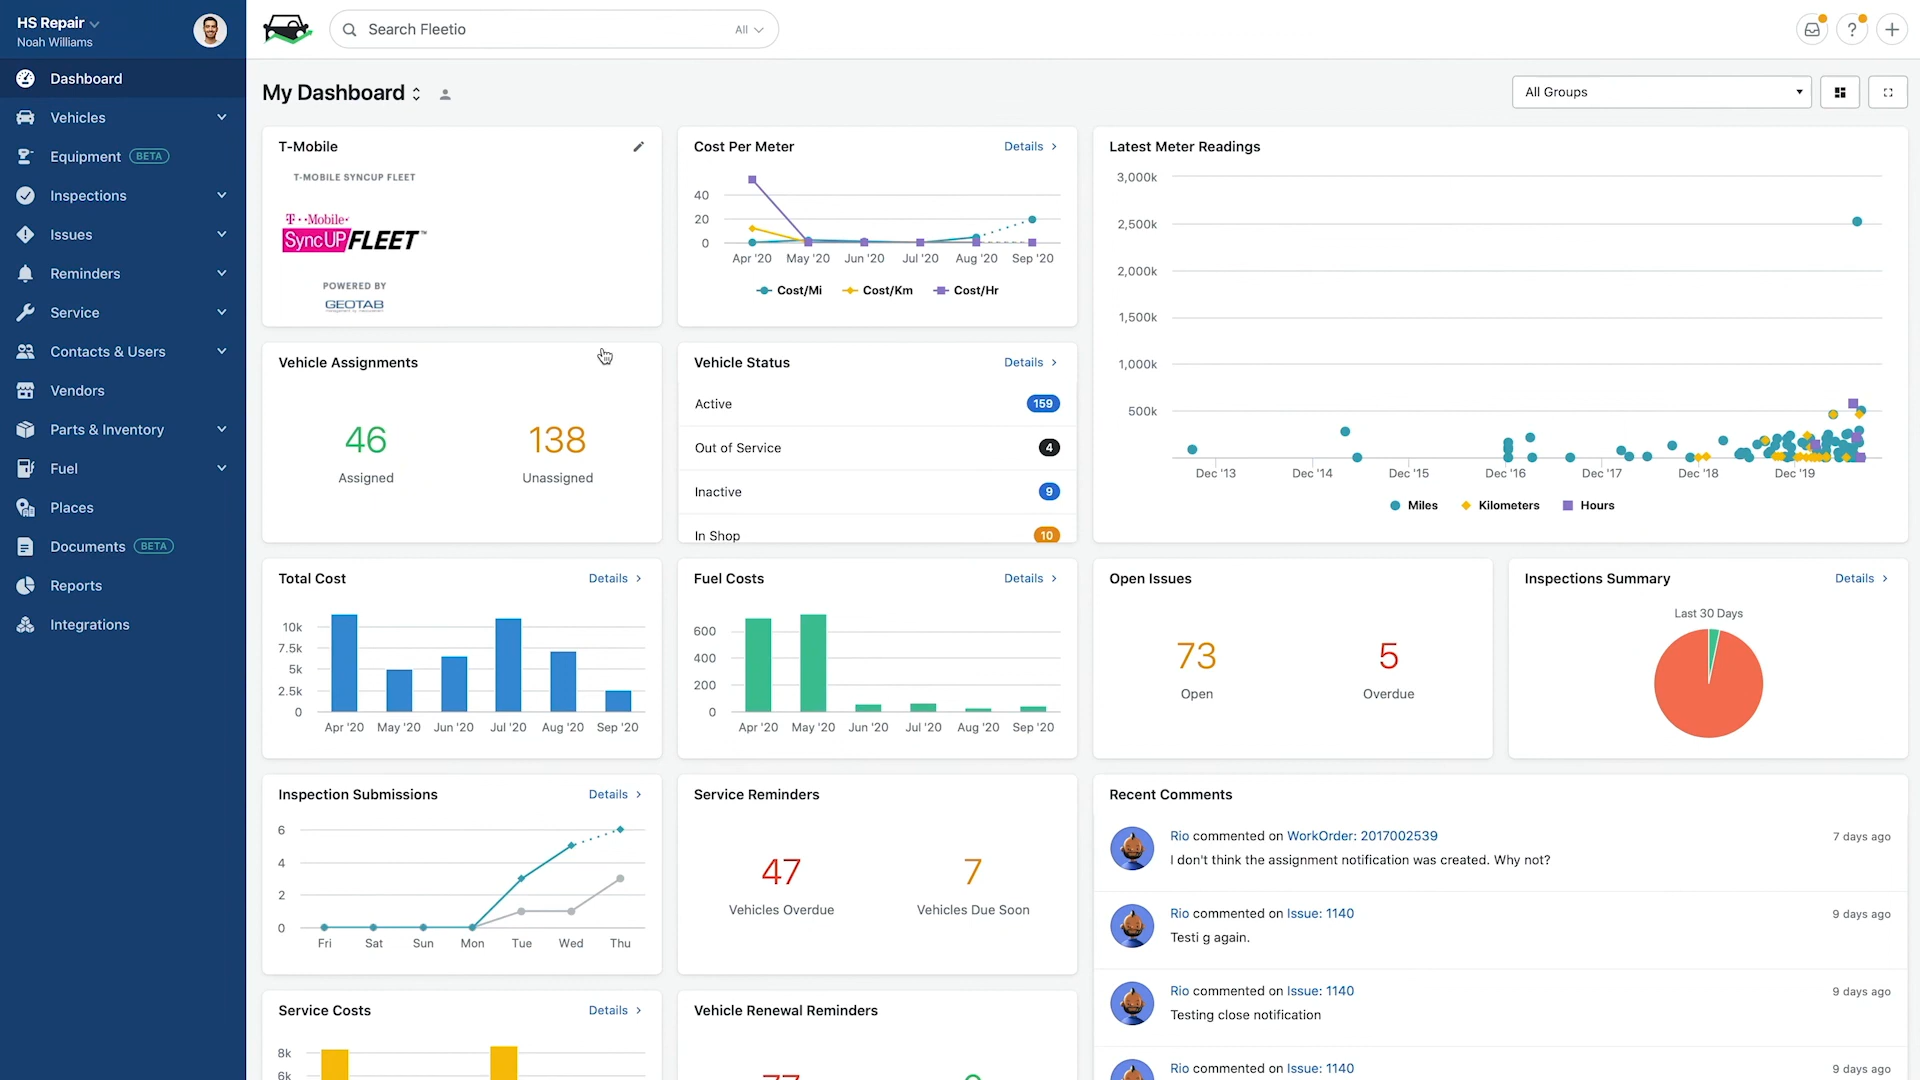 HS Repair
Noah Williams
Dashboard
Vehicles
Equipment BETA
Inspections
Issues
Reminders
Service
Contacts & Users
Vendors
Parts & Inventory
Fuel
Places
Documents BETA
Reports
Integrations
Search Fleetio All
?
My Dashboard
All Groups
T-Mobile
T-MOBILE SYNCUP FLEET
T··Mobile·
SyncUP FLEET™
POWERED BY
GEOTAB
management by measurement
Cost Per Meter Details
40
20
0
Apr '20 May '20 Jun '20 Jul '20 Aug '20 Sep '20
Cost/Mi Cost/Km Cost/Hr
Latest Meter Readings
3,000k
2,500k
2,000k
1,500k
1,000k
500k
Dec '13 Dec '14 Dec '15 Dec '16 Dec '17 Dec '18 Dec '19
Miles Kilometers Hours
Vehicle Assignments
46 138
Assigned Unassigned
Vehicle Status Details
Active 159
Out of Service 4
Inactive 9
In Shop 10
Total Cost Details
10k
7.5k
5k
2.5k
0
Apr '20 May '20 Jun '20 Jul '20 Aug '20 Sep '20
Fuel Costs Details
600
400
200
0
Apr '20 May '20 Jun '20 Jul '20 Aug '20 Sep '20
Open Issues
73 5
Open Overdue
Inspections Summary Details
Last 30 Days
Inspection Submissions Details
6
4
2
0
Fri Sat Sun Mon Tue Wed Thu
Service Reminders
47 7
Vehicles Overdue Vehicles Due Soon
Recent Comments
Rio commented on WorkOrder: 2017002539 7 days ago
I don't think the assignment notification was created. Why not?
Rio commented on Issue: 1140 9 days ago
Testi g again.
Rio commented on Issue: 1140 9 days ago
Testing close notification
Rio commented on Issue: 1140 9 days ago
Service Costs Details
8k
6k
Vehicle Renewal Reminders